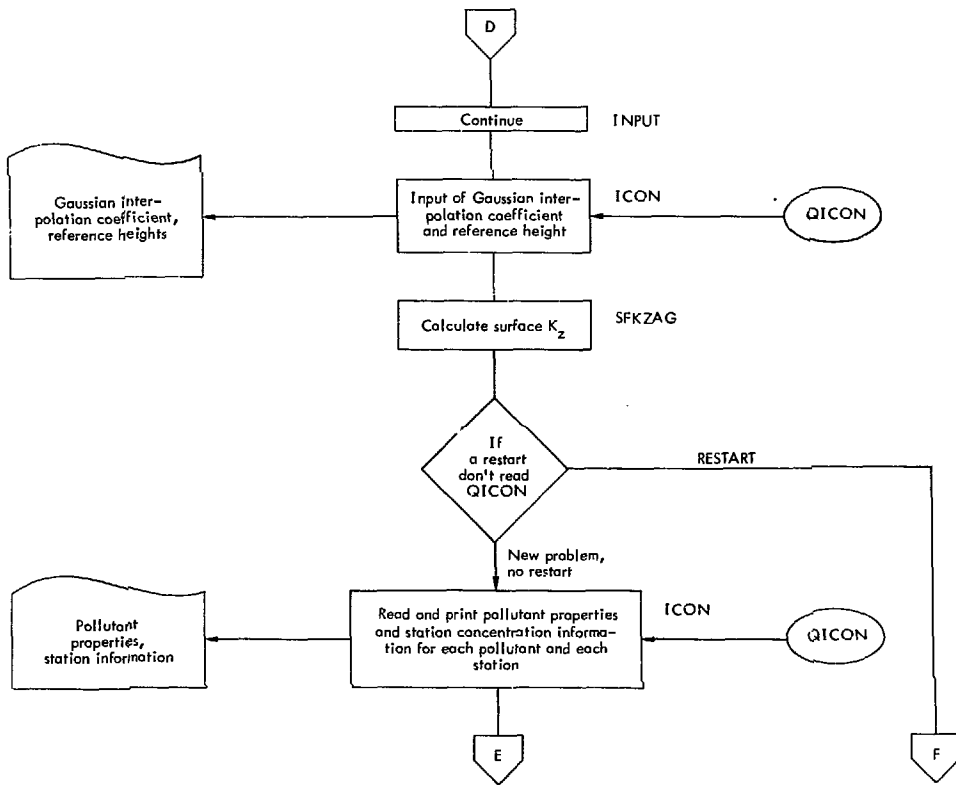 D
Continue
INPUT
Gaussian inter-
polation coefficient,
reference heights
Input of Gaussian inter-
polation coefficient
and reference height
ICON
QICON
Calculate surface Kz
SFKZAG
If
a restart
don't read
QICON
RESTART
New problem,
no restart
Pollutant
properties,
station information
Read and print pollutant properties
and station concentration informa-
tion for each pollutant and each
station
ICON
QICON
E
F